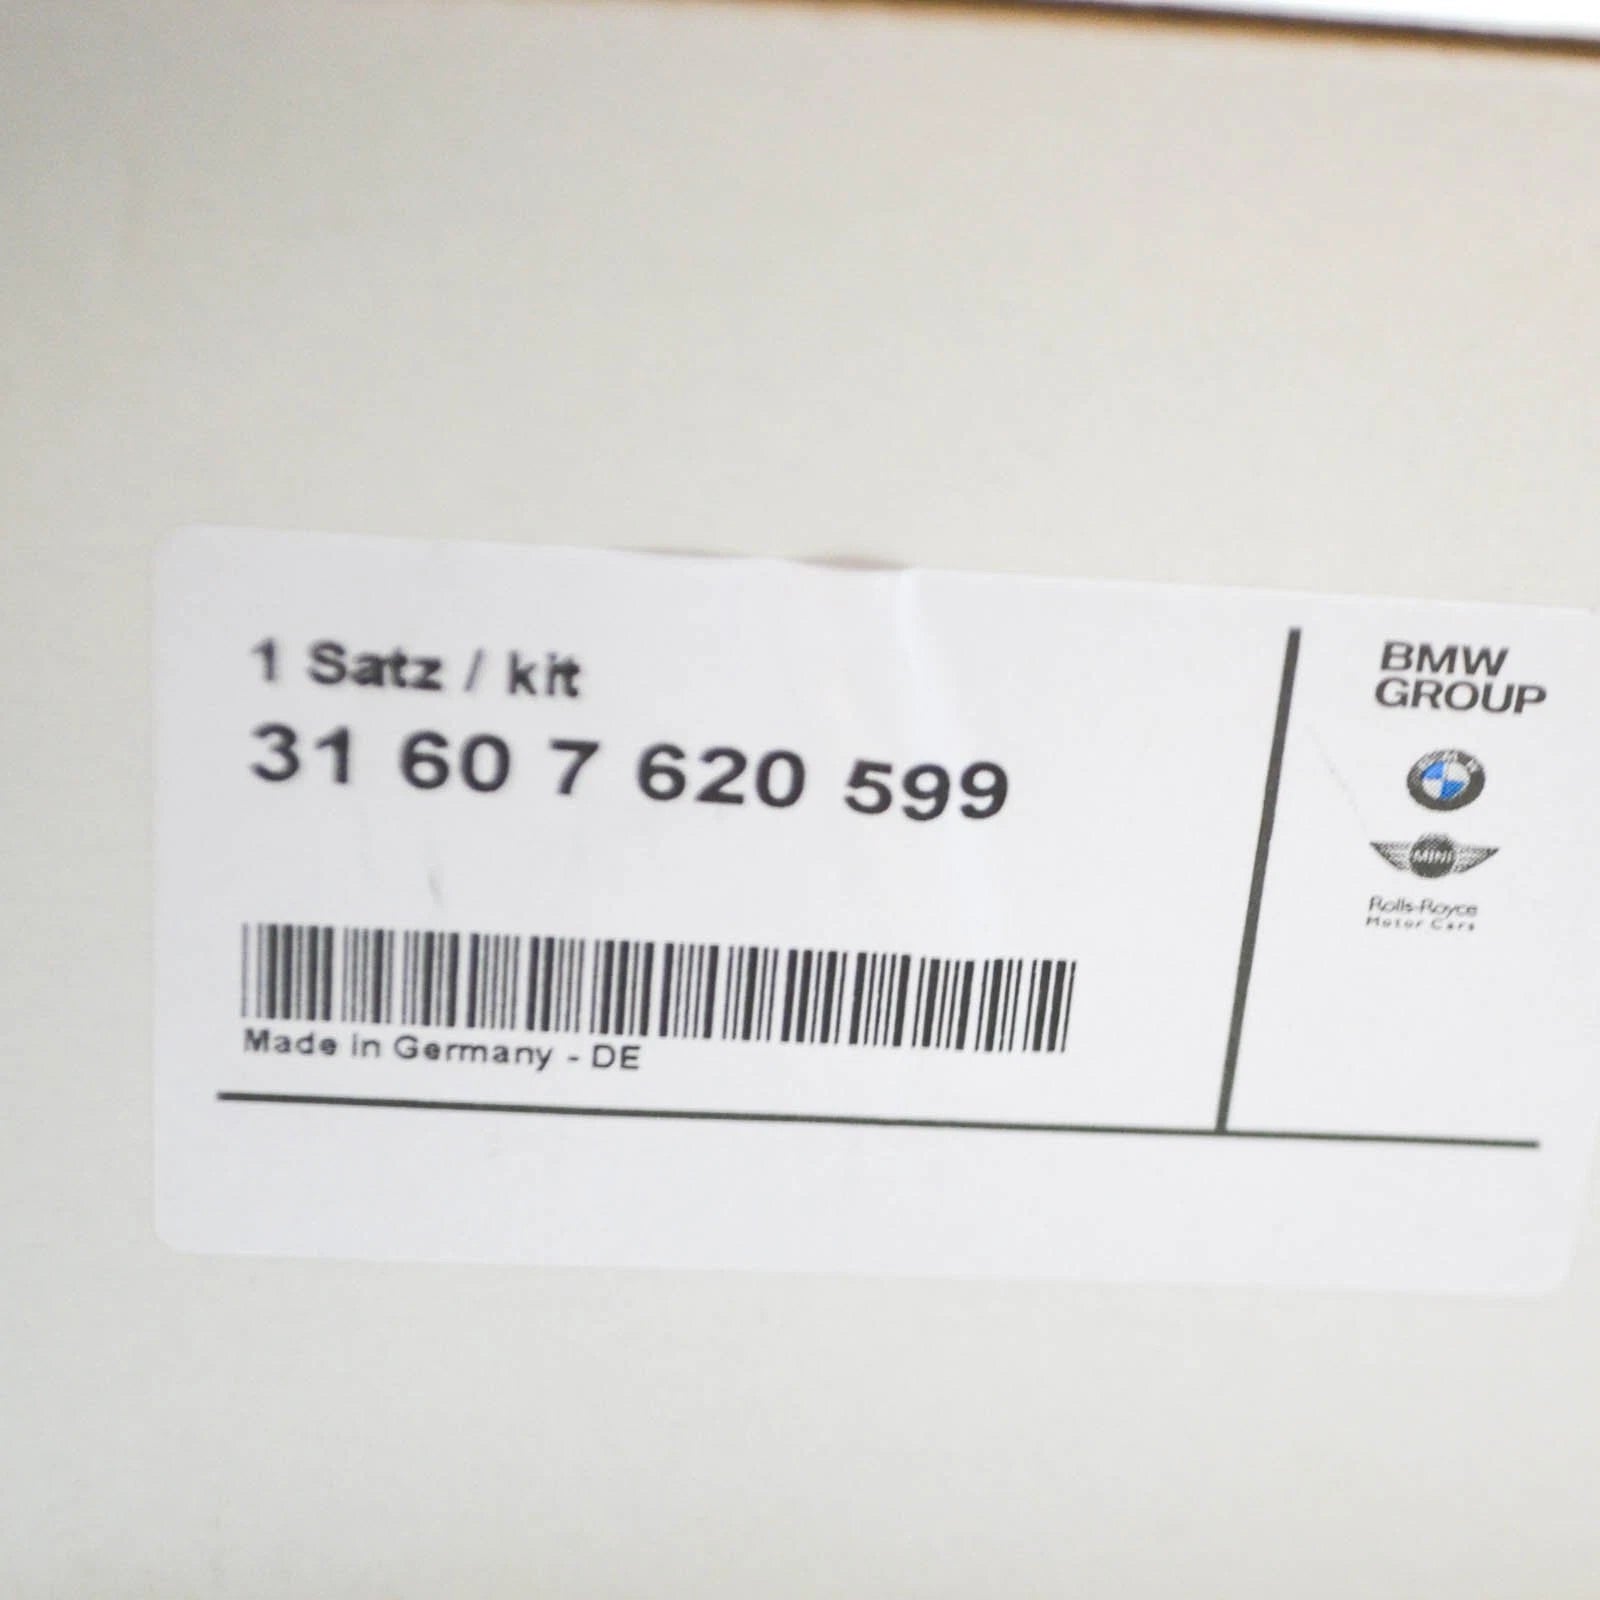 1 Satz / kit
31 60 7 620 599
Made in Germany - DE
BMW
GROUP
MINI
Rolls-Royce
Motor Cars